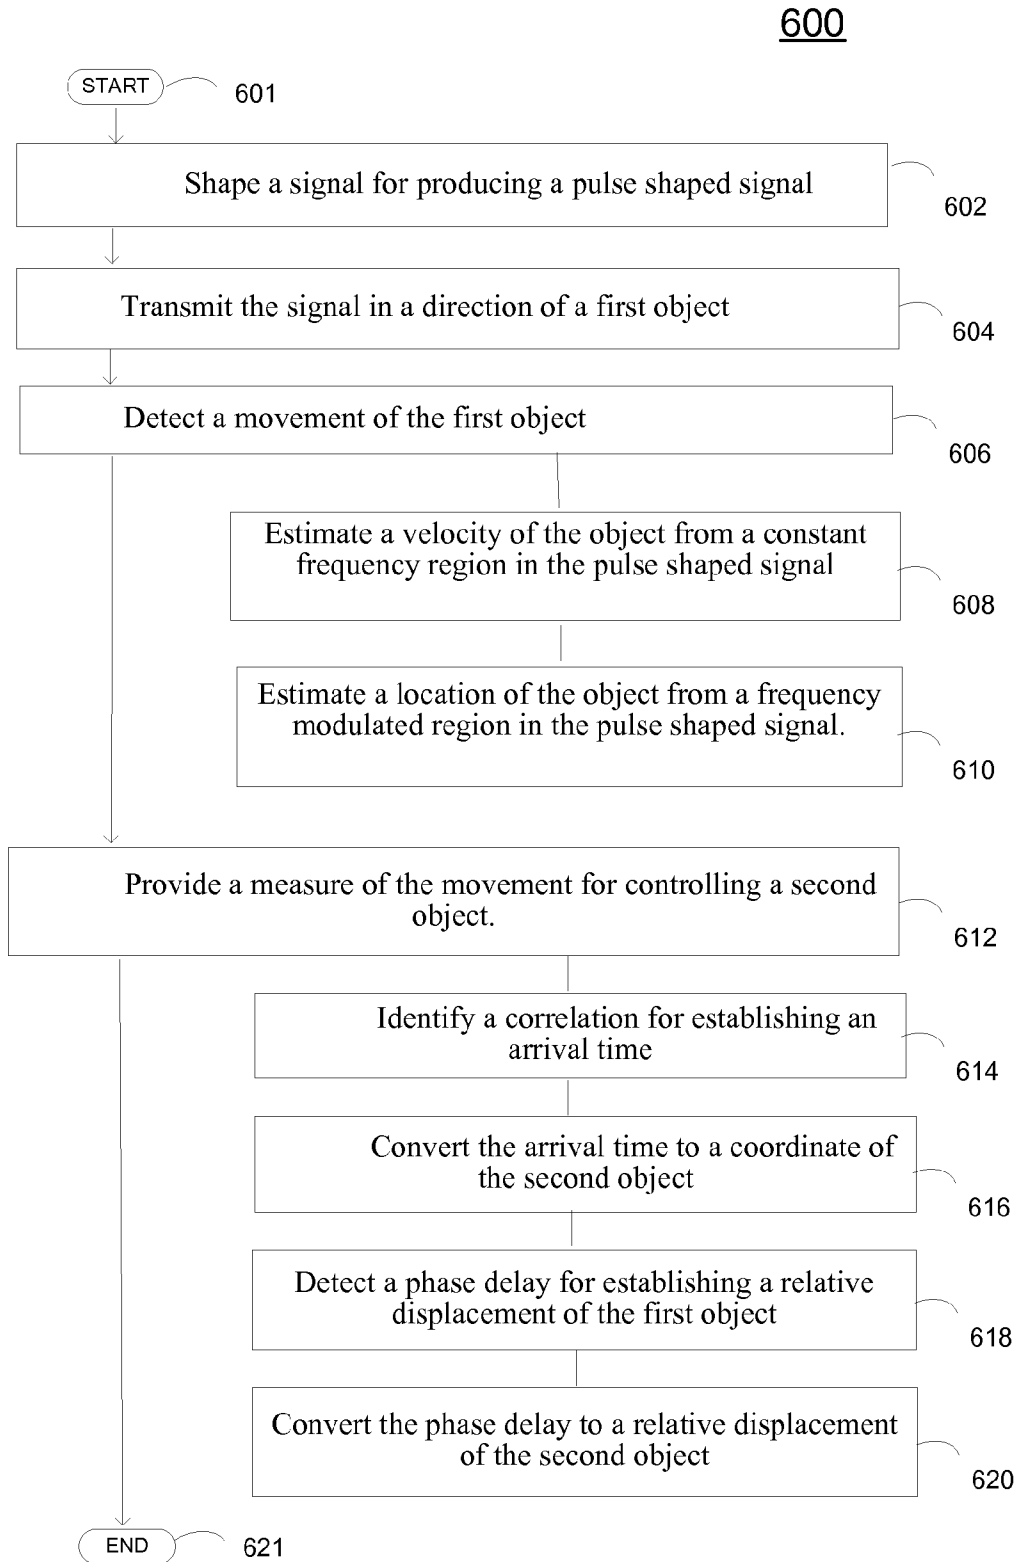 600
START
601
Shape a signal for producing a pulse shaped signal
602
Transmit the signal in a direction of a first object
604
Detect a movement of the first object
606
Estimate a velocity of the object from a constant
frequency region in the pulse shaped signal
608
Estimate a location of the object from a frequency
modulated region in the pulse shaped signal.
610
Provide a measure of the movement for controlling a second
object.
612
Identify a correlation for establishing an
arrival time
614
Convert the arrival time to a coordinate of
the second object
616
Detect a phase delay for establishing a relative
displacement of the first object
618
Convert the phase delay to a relative displacement
of the second object
620
END
621